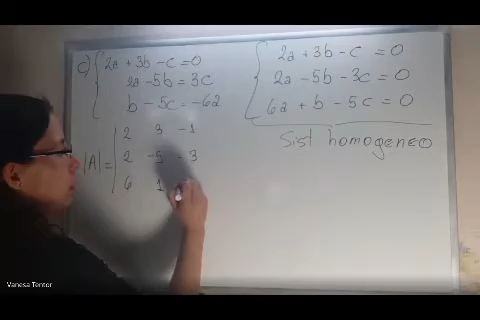 c) 2a + 3b - c = 0
2a - 5b = 3c
b - 5c = -6a
2a + 3b - c = 0
2a - 5b - 3c = 0
6a + b - 5c = 0
Sist homogeneo
|A| = 2 3 -1
2 -5 -3
6 1
Vanesa Tentor